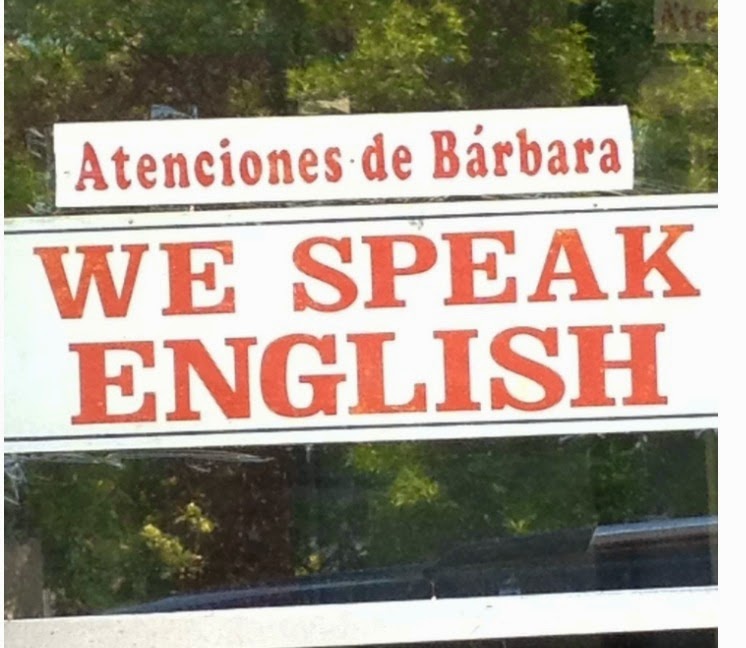 Atenciones de Bárbara
WE SPEAK
ENGLISH